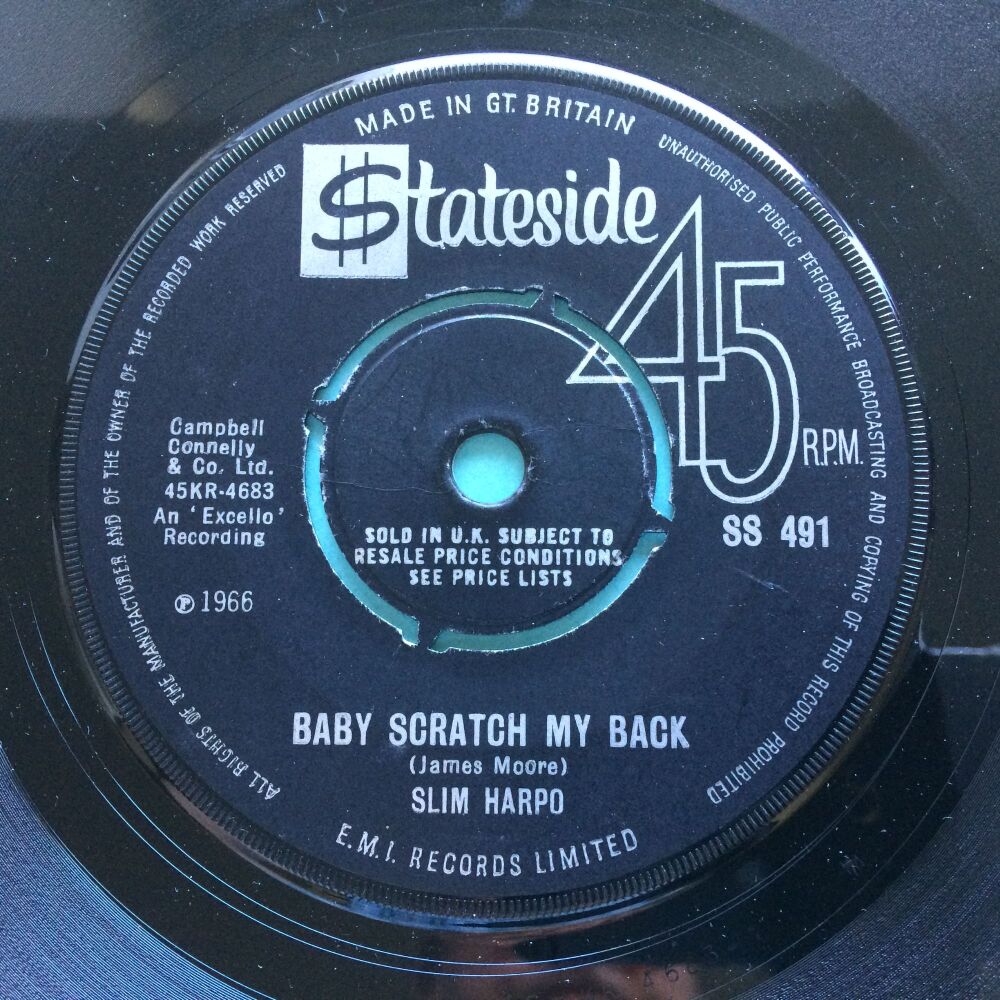 MADE IN GT. BRITAIN
$tateside
45
R.P.M.
UNAUTHORISED PUBLIC PERFORMANCE BROADCASTING AND COPYING OF THIS RECORD PROHIBITED
ALL RIGHTS OF THE MANUFACTURER AND OF THE OWNER OF THE RECORDED WORK RESERVED
Campbell
Connelly
& Co. Ltd.
45KR-4683
An 'Excello'
Recording
℗ 1966
SOLD IN U.K. SUBJECT TO
RESALE PRICE CONDITIONS
SEE PRICE LISTS
SS 491
BABY SCRATCH MY BACK
(James Moore)
SLIM HARPO
E.M.I. RECORDS LIMITED